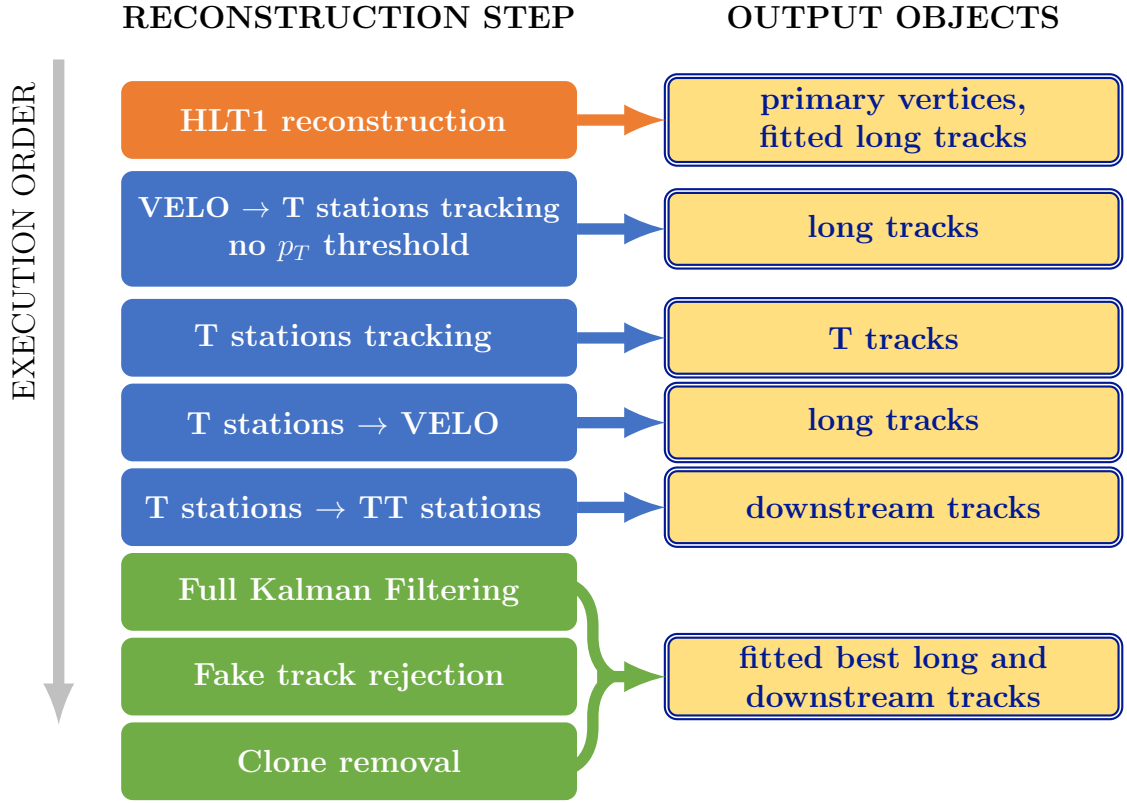 RECONSTRUCTION STEP
OUTPUT OBJECTS
EXECUTION ORDER
HLT1 reconstruction
primary vertices,
fitted long tracks
VELO → T stations tracking
no p_T threshold
long tracks
T stations tracking
T tracks
T stations → VELO
long tracks
T stations → TT stations
downstream tracks
Full Kalman Filtering
Fake track rejection
Clone removal
fitted best long and
downstream tracks